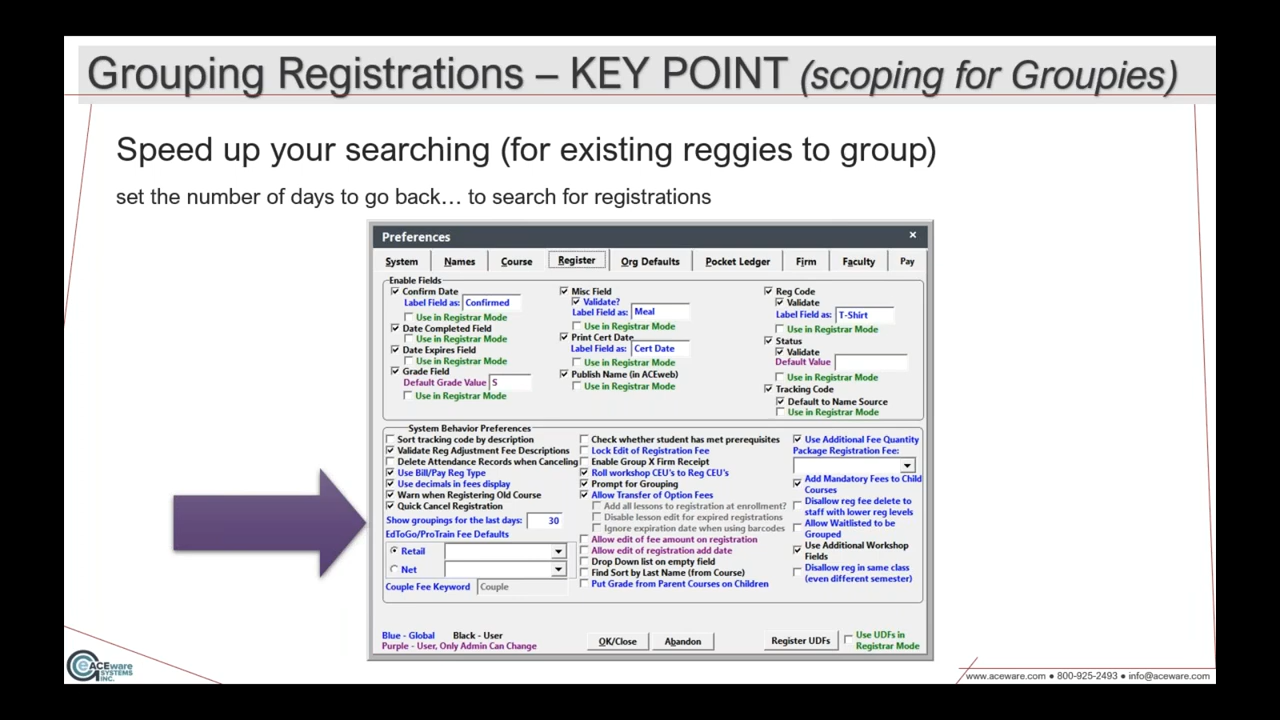 Grouping Registrations – KEY POINT (scoping for Groupies)
Speed up your searching (for existing reggies to group)
set the number of days to go back… to search for registrations
Preferences
System Names Course Register Org Defaults Pocket Ledger Firm Faculty Pay
Enable Fields
Confirm Date
Label Field as: Confirmed
Use in Registrar Mode
Date Completed Field
Use in Registrar Mode
Date Expires Field
Use in Registrar Mode
Grade Field
Default Grade Value S
Use in Registrar Mode
Misc Field
Validate?
Label Field as: Meal
Use in Registrar Mode
Print Cert Date
Label Field as: Cert Date
Use in Registrar Mode
Publish Name (in ACEweb)
Use in Registrar Mode
Reg Code
Validate
Label Field as: T-Shirt
Use in Registrar Mode
Status
Validate
Default Value
Use in Registrar Mode
Tracking Code
Default to Name Source
Use in Registrar Mode
System Behavior Preferences
Sort tracking code by description
Validate Reg Adjustment Fee Descriptions
Delete Attendance Records when Canceling
Use Bill/Pay Reg Type
Use decimals in fees display
Warn when Registering Old Course
Quick Cancel Registration
Show groupings for the last days: 30
EdToGo/ProTrain Fee Defaults
Retail
Net
Couple Fee Keyword Couple
Check whether student has met prerequisites
Lock Edit of Registration Fee
Enable Group X Firm Receipt
Roll workshop CEU's to Reg CEU's
Prompt for Grouping
Allow Transfer of Option Fees
Add all lessons to registration at enrollment?
Disable lesson edit for expired registrations
Ignore expiration date when using barcodes
Allow edit of fee amount on registration
Allow edit of registration add date
Drop Down list on empty field
Find Sort by Last Name (from Course)
Put Grade from Parent Courses on Children
Use Additional Fee Quantity
Package Registration Fee:
Add Mandatory Fees to Child
Courses
Disallow reg fee delete to
staff with lower reg levels
Allow Waitlisted to be
Grouped
Use Additional Workshop
Fields
Disallow reg in same class
(even different semester)
Blue - Global Black - User
Purple - User, Only Admin Can Change
OK/Close Abandon Register UDFs
Use UDFs in
Registrar Mode
ACEware
SYSTEMS
INC.
www.aceware.com ● 800-925-2493 ● info@aceware.com